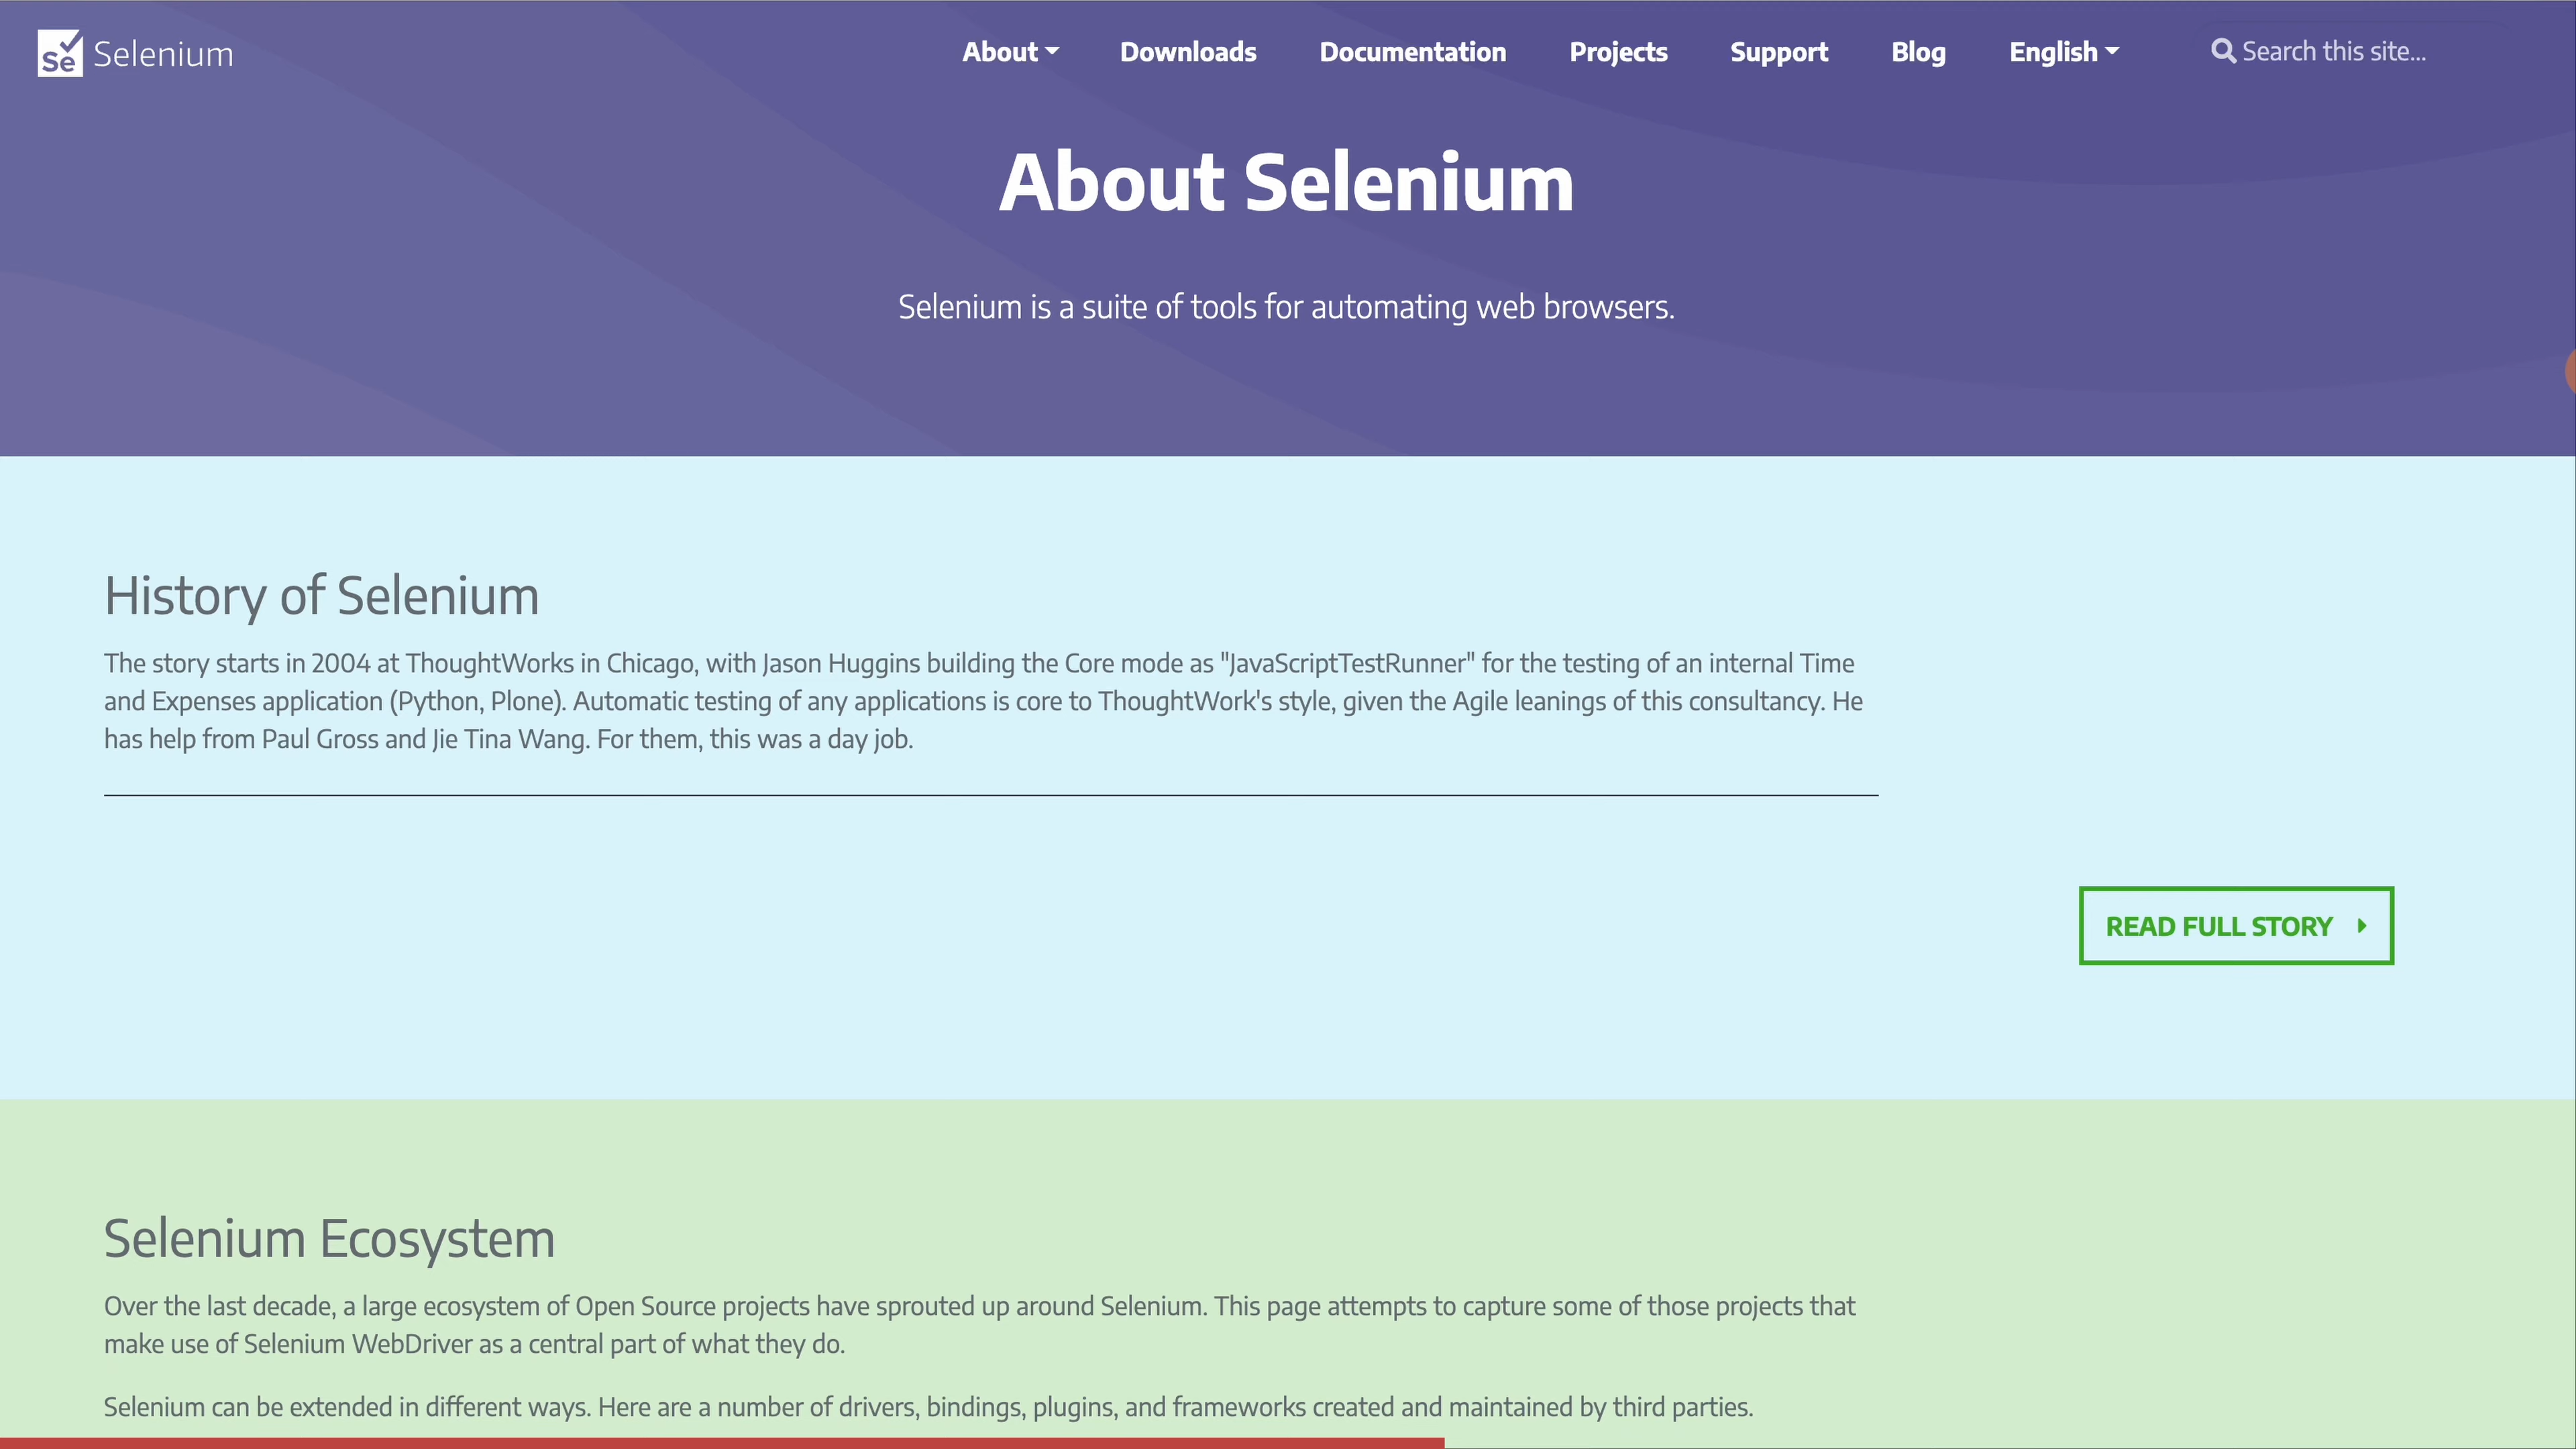 Se Selenium
About Downloads Documentation Projects Support Blog English Search this site...
About Selenium
Selenium is a suite of tools for automating web browsers.
History of Selenium
The story starts in 2004 at ThoughtWorks in Chicago, with Jason Huggins building the Core mode as "JavaScriptTestRunner" for the testing of an internal Time
and Expenses application (Python, Plone). Automatic testing of any applications is core to ThoughtWork's style, given the Agile leanings of this consultancy. He
has help from Paul Gross and Jie Tina Wang. For them, this was a day job.
READ FULL STORY
Selenium Ecosystem
Over the last decade, a large ecosystem of Open Source projects have sprouted up around Selenium. This page attempts to capture some of those projects that
make use of Selenium WebDriver as a central part of what they do.
Selenium can be extended in different ways. Here are a number of drivers, bindings, plugins, and frameworks created and maintained by third parties.